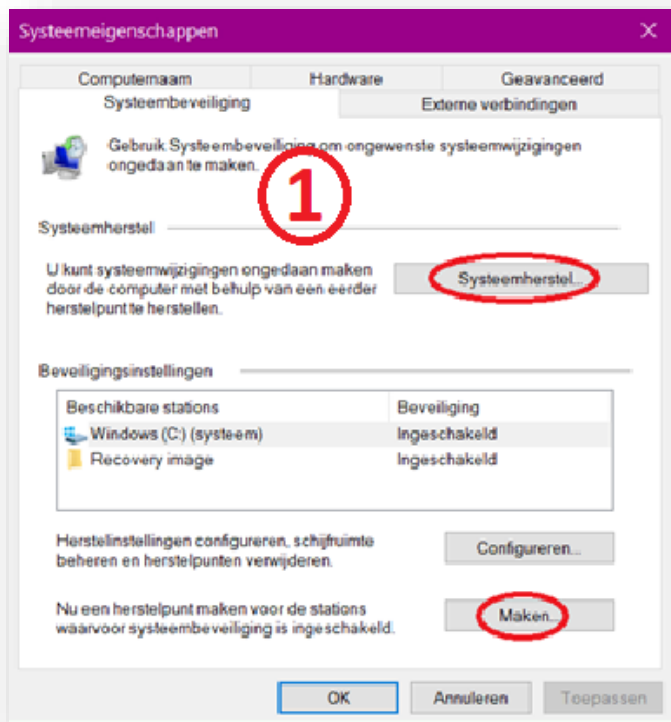 Systeemeigenschappen
Computernaam Hardware Geavanceerd
Systeembeveiliging Externe verbindingen
Gebruik Systeembeveiliging om ongewenste systeemwijzigingen
ongedaan te maken.
1
Systeemherstel
U kunt systeemwijzigingen ongedaan maken
door de computer met behulp van een eerder
herstelpunt te herstellen.
Systeemherstel...
Beveiligingsinstellingen
Beschikbare stations Beveiliging
Windows (C:) (systeem) Ingeschakeld
Recovery image Ingeschakeld
Herstelinstellingen configureren, schijfruimte
beheren en herstelpunten verwijderen.
Configureren...
Nu een herstelpunt maken voor de stations
waarvoor systeembeveiliging is ingeschakeld.
Maken...
OK Annuleren Toepassen